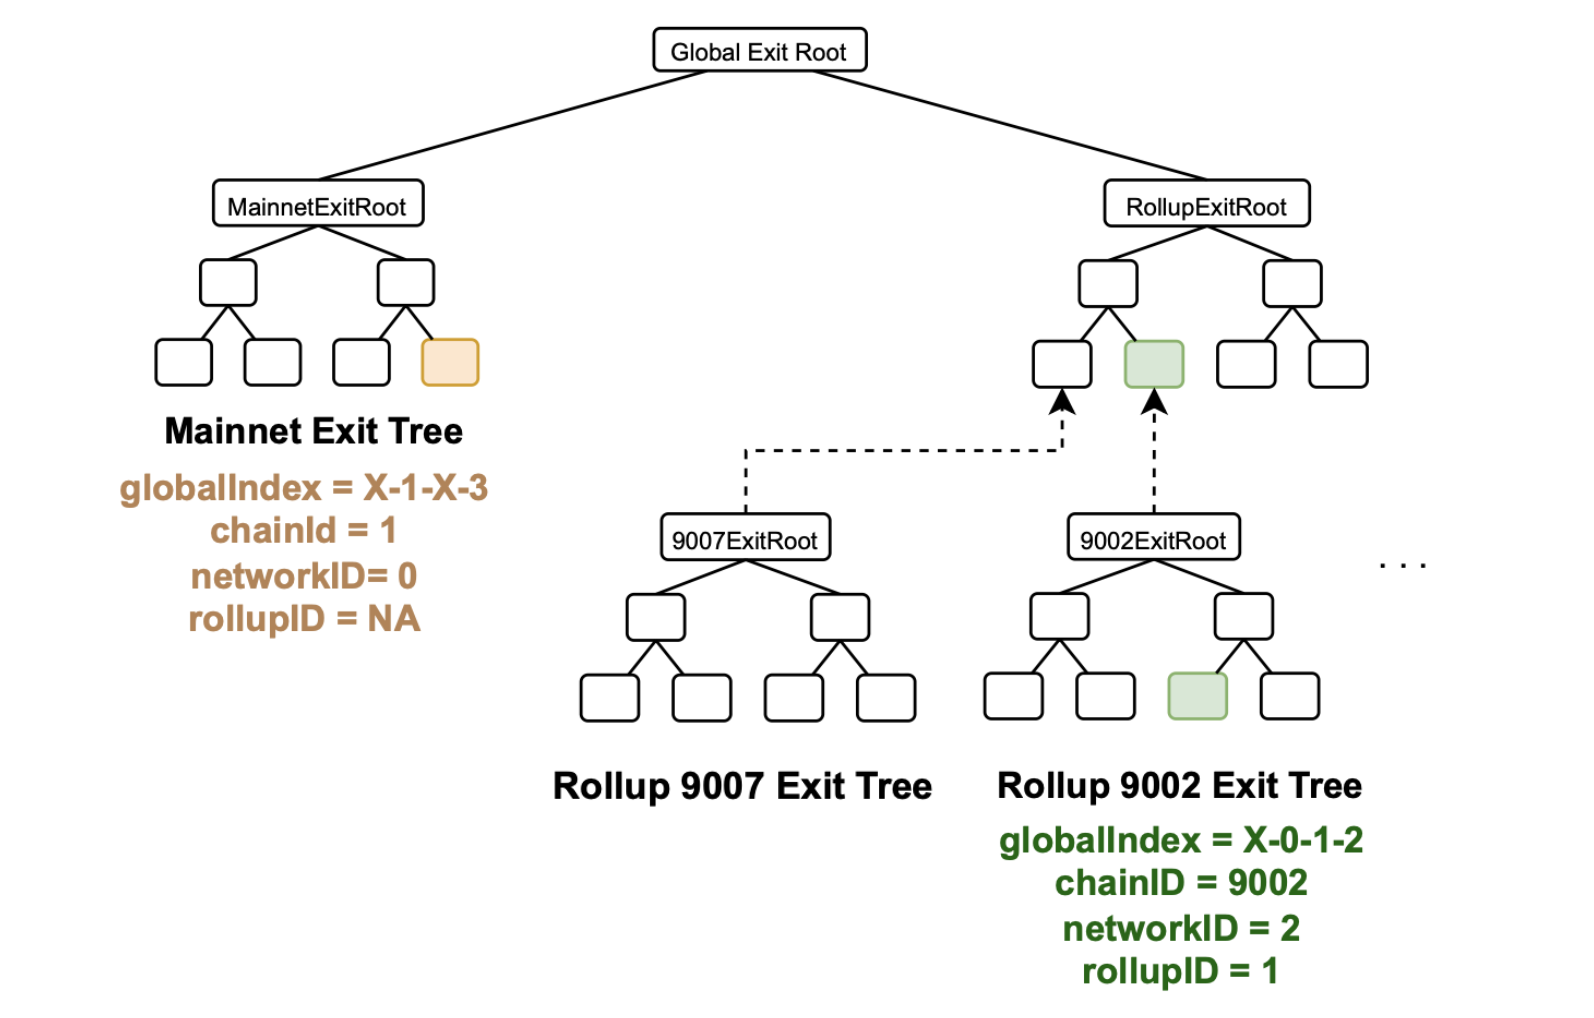 Global Exit Root
MainnetExitRoot
RollupExitRoot
Mainnet Exit Tree
globalIndex = X-1-X-3
chainId = 1
networkID= 0
rollupID = NA
9007ExitRoot
9002ExitRoot
. . .
Rollup 9007 Exit Tree
Rollup 9002 Exit Tree
globalIndex = X-0-1-2
chainID = 9002
networkID = 2
rollupID = 1